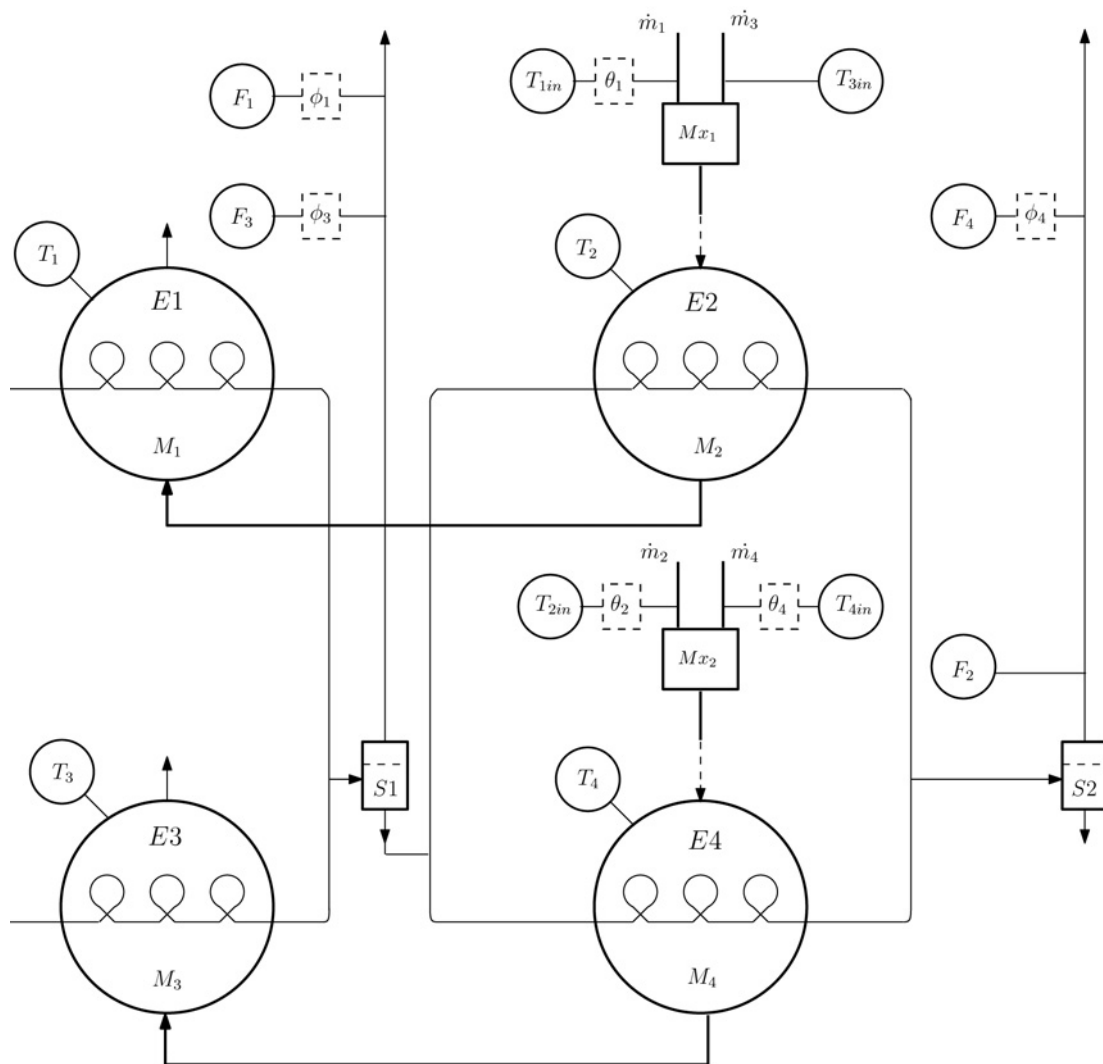 ṁ₁ ṁ₃
F₁ ϕ₁ T₁ᵢₙ θ₁ T₃ᵢₙ
Mx₁
F₃ ϕ₃ F₄ ϕ₄
T₁ T₂
E1 E2
M₁ M₂
ṁ₂ ṁ₄
T₂ᵢₙ θ₂ θ₄ T₄ᵢₙ
Mx₂ F₂
T₃ S1 T₄ S2
E3 E4
M₃ M₄